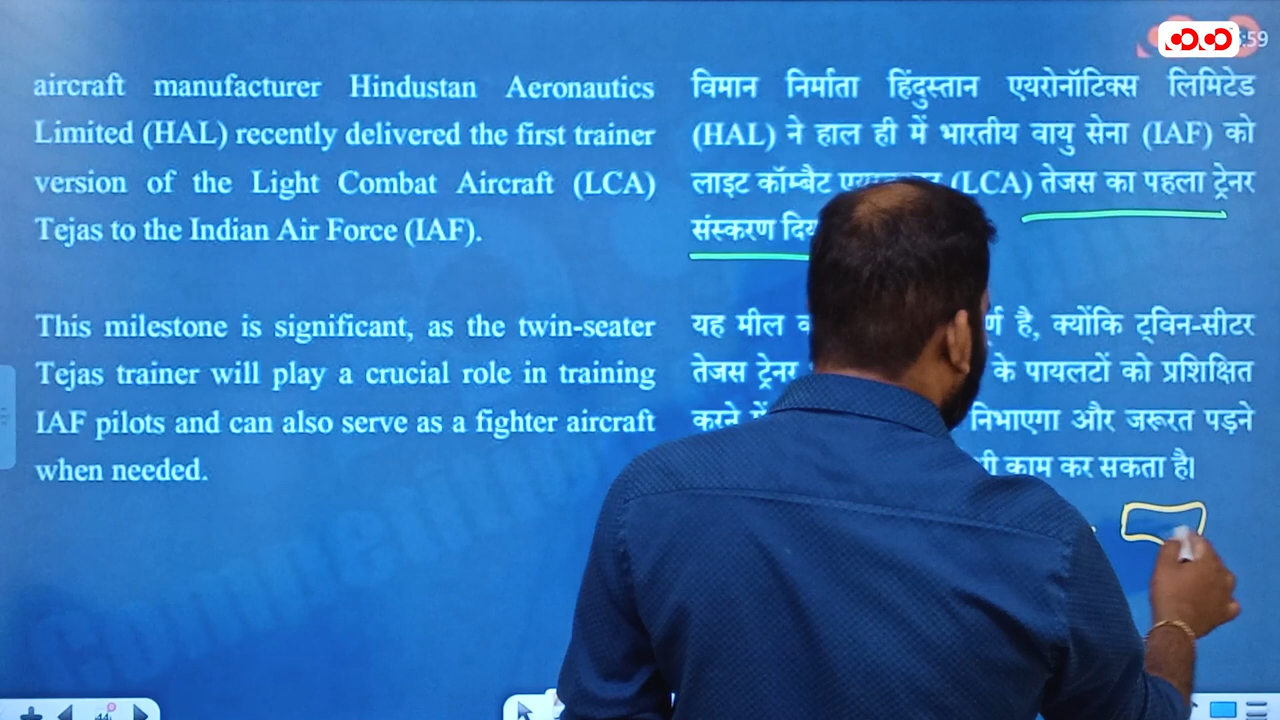 :59
aircraft manufacturer Hindustan Aeronautics
Limited (HAL) recently delivered the first trainer
version of the Light Combat Aircraft (LCA)
Tejas to the Indian Air Force (IAF).
This milestone is significant, as the twin-seater
Tejas trainer will play a crucial role in training
IAF pilots and can also serve as a fighter aircraft
when needed.
विमान निर्माता हिंदुस्तान एयरोनॉटिक्स लिमिटेड
(HAL) ने हाल ही में भारतीय वायु सेना (IAF) को
लाइट कॉम्बैट (LCA) तेजस का पहला ट्रेनर
संस्करण
यह मील है, क्योंकि ट्विन-सीटर
तेजस ट्रेनर के पायलटों को प्रशिक्षित
करने में निभाएगा और जरूरत पड़ने
काम कर सकता है।